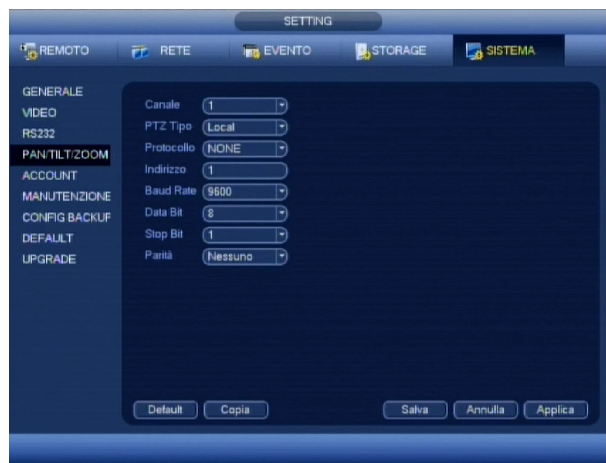 SETTING
REMOTO RETE EVENTO STORAGE SISTEMA
GENERALE
VIDEO
RS232
PAN/TILT/ZOOM
ACCOUNT
MANUTENZIONE
CONFIG BACKUP
DEFAULT
UPGRADE
Canale 1
PTZ Tipo Local
Protocollo NONE
Indirizzo 1
Baud Rate 9600
Data Bit 8
Stop Bit 1
Parità Nessuno
Default Copia Salva Annulla Applica